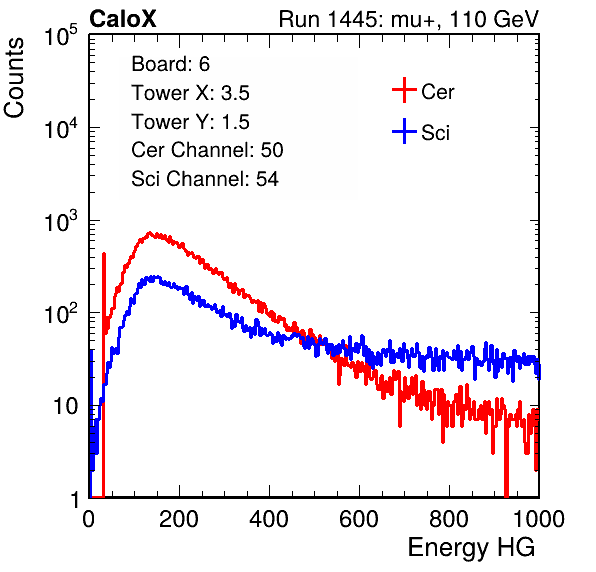 CaloX Run 1445: mu+, 110 GeV
Counts
Board: 6
Tower X: 3.5
Tower Y: 1.5
Cer Channel: 50
Sci Channel: 54
Cer
Sci
10^5
10^4
10^3
10^2
10
1
0 200 400 600 800 1000
Energy HG